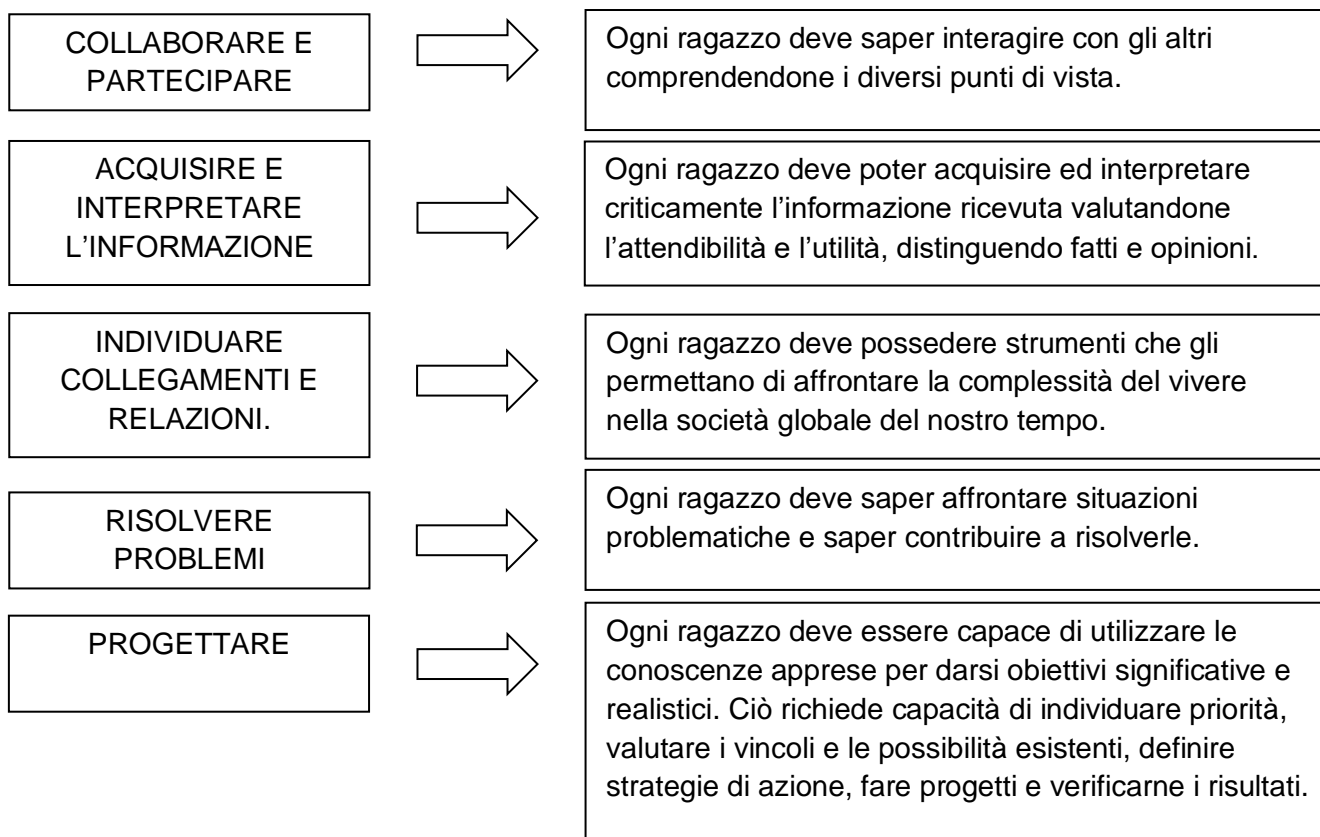 COLLABORARE E
PARTECIPARE
Ogni ragazzo deve saper interagire con gli altri
comprendendone i diversi punti di vista.
ACQUISIRE E
INTERPRETARE
L’INFORMAZIONE
Ogni ragazzo deve poter acquisire ed interpretare
criticamente l’informazione ricevuta valutandone
l’attendibilità e l’utilità, distinguendo fatti e opinioni.
INDIVIDUARE
COLLEGAMENTI E
RELAZIONI.
Ogni ragazzo deve possedere strumenti che gli
permettano di affrontare la complessità del vivere
nella società globale del nostro tempo.
RISOLVERE
PROBLEMI
Ogni ragazzo deve saper affrontare situazioni
problematiche e saper contribuire a risolverle.
PROGETTARE
Ogni ragazzo deve essere capace di utilizzare le
conoscenze apprese per darsi obiettivi significative e
realistici. Ciò richiede capacità di individuare priorità,
valutare i vincoli e le possibilità esistenti, definire
strategie di azione, fare progetti e verificarne i risultati.